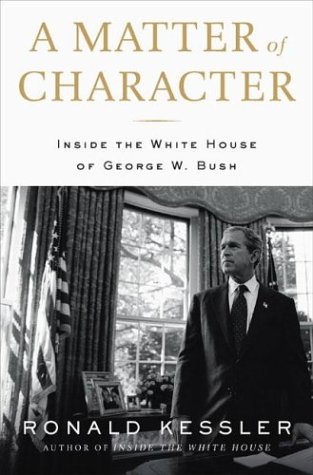 A MATTER of
CHARACTER
INSIDE THE WHITE HOUSE
OF GEORGE W. BUSH
RONALD KESSLER
AUTHOR OF INSIDE THE WHITE HOUSE